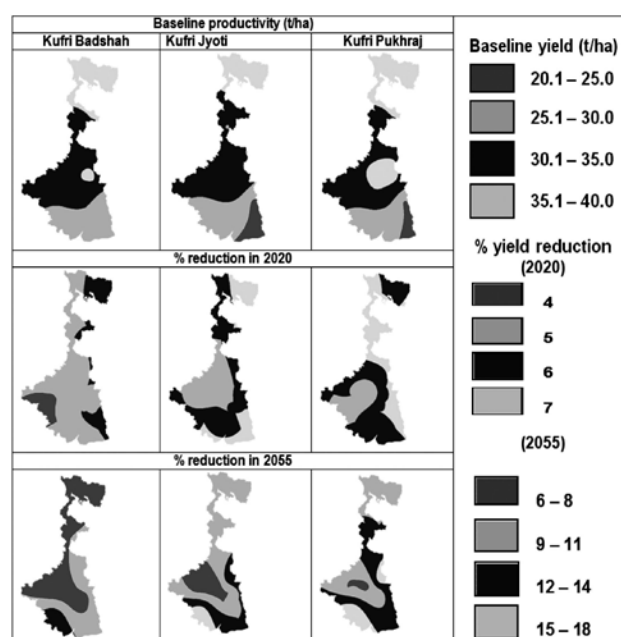 Baseline productivity (t/ha)
Kufri Badshah Kufri Jyoti Kufri Pukhraj
% reduction in 2020
% reduction in 2055
Baseline yield (t/ha)
20.1 – 25.0
25.1 – 30.0
30.1 – 35.0
35.1 – 40.0
% yield reduction
(2020)
4
5
6
7
(2055)
6 – 8
9 – 11
12 – 14
15 – 18